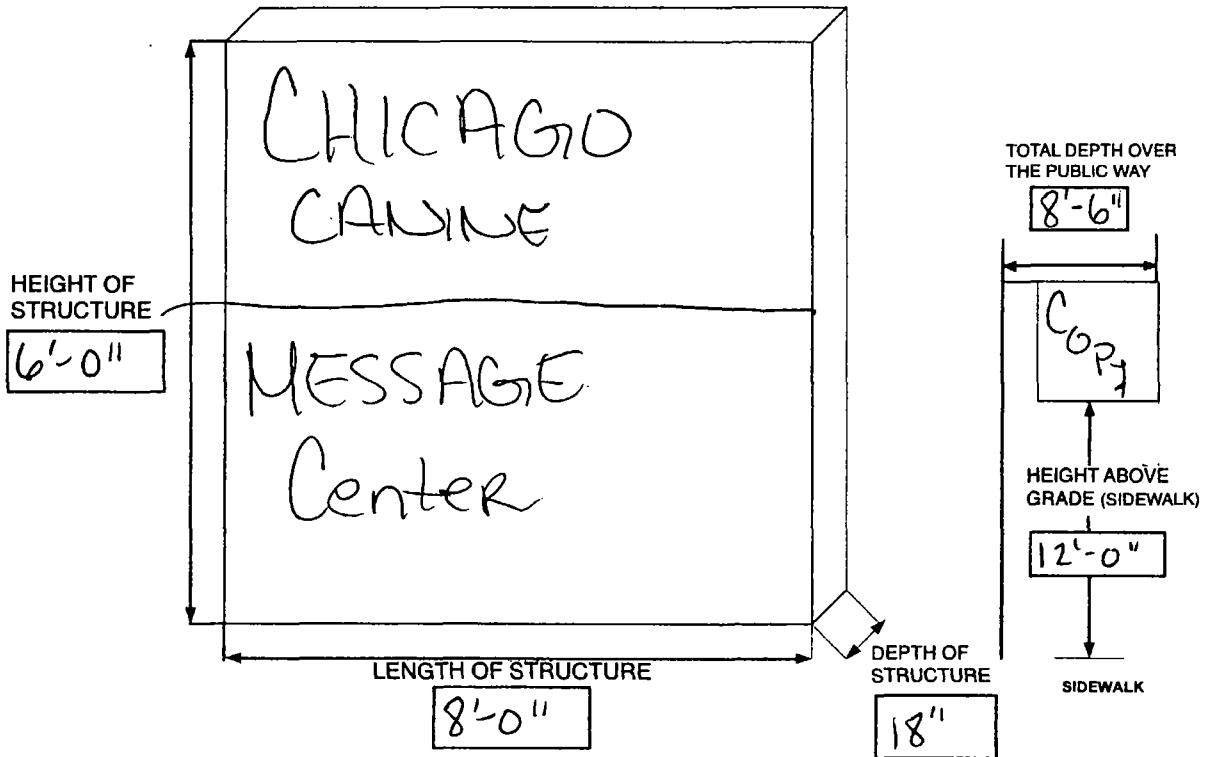 CHICAGO
CANINE
MESSAGE
Center
HEIGHT OF
STRUCTURE
6'-0"
LENGTH OF STRUCTURE
8'-0"
DEPTH OF
STRUCTURE
18"
TOTAL DEPTH OVER
THE PUBLIC WAY
8'-6"
COPY
HEIGHT ABOVE
GRADE (SIDEWALK)
12'-0"
SIDEWALK